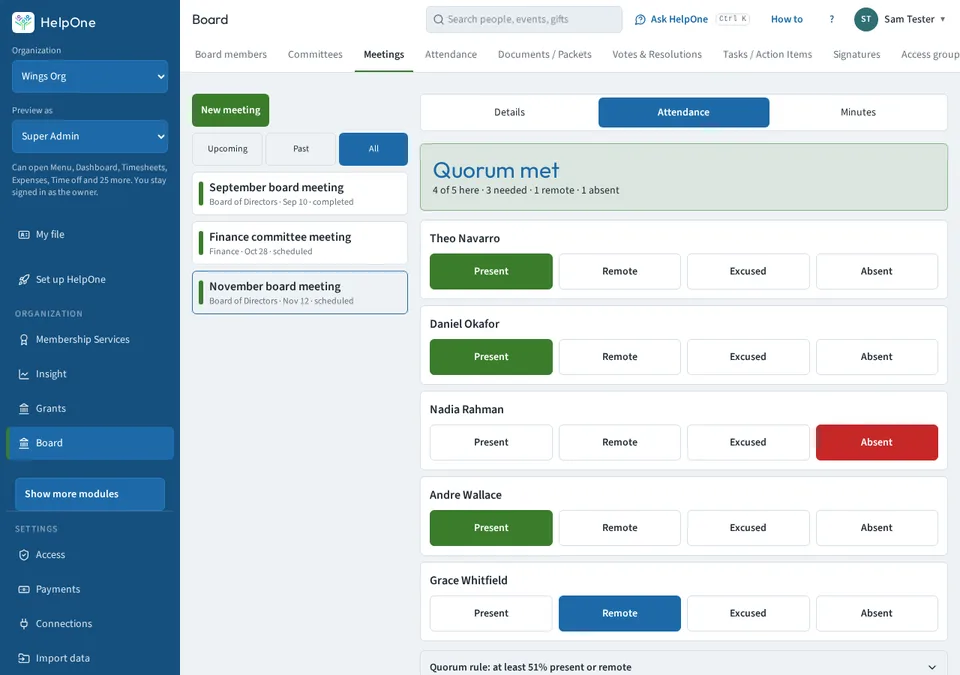 HelpOne
Organization
Wings Org
Preview as
Super Admin
Can open Menu, Dashboard, Timesheets,
Expenses, Time off and 25 more. You stay
signed in as the owner.
My file
Set up HelpOne
ORGANIZATION
Membership Services
Insight
Grants
Board
Show more modules
SETTINGS
Access
Payments
Connections
Import data
Board
Search people, events, gifts
Ask HelpOne Ctrl K
How to
?
ST Sam Tester
Board members
Committees
Meetings
Attendance
Documents / Packets
Votes & Resolutions
Tasks / Action Items
Signatures
Access group
New meeting
Upcoming
Past
All
September board meeting
Board of Directors · Sep 10 · completed
Finance committee meeting
Finance · Oct 28 · scheduled
November board meeting
Board of Directors · Nov 12 · scheduled
Details
Attendance
Minutes
Quorum met
4 of 5 here · 3 needed · 1 remote · 1 absent
Theo Navarro
Present Remote Excused Absent
Daniel Okafor
Present Remote Excused Absent
Nadia Rahman
Present Remote Excused Absent
Andre Wallace
Present Remote Excused Absent
Grace Whitfield
Present Remote Excused Absent
Quorum rule: at least 51% present or remote